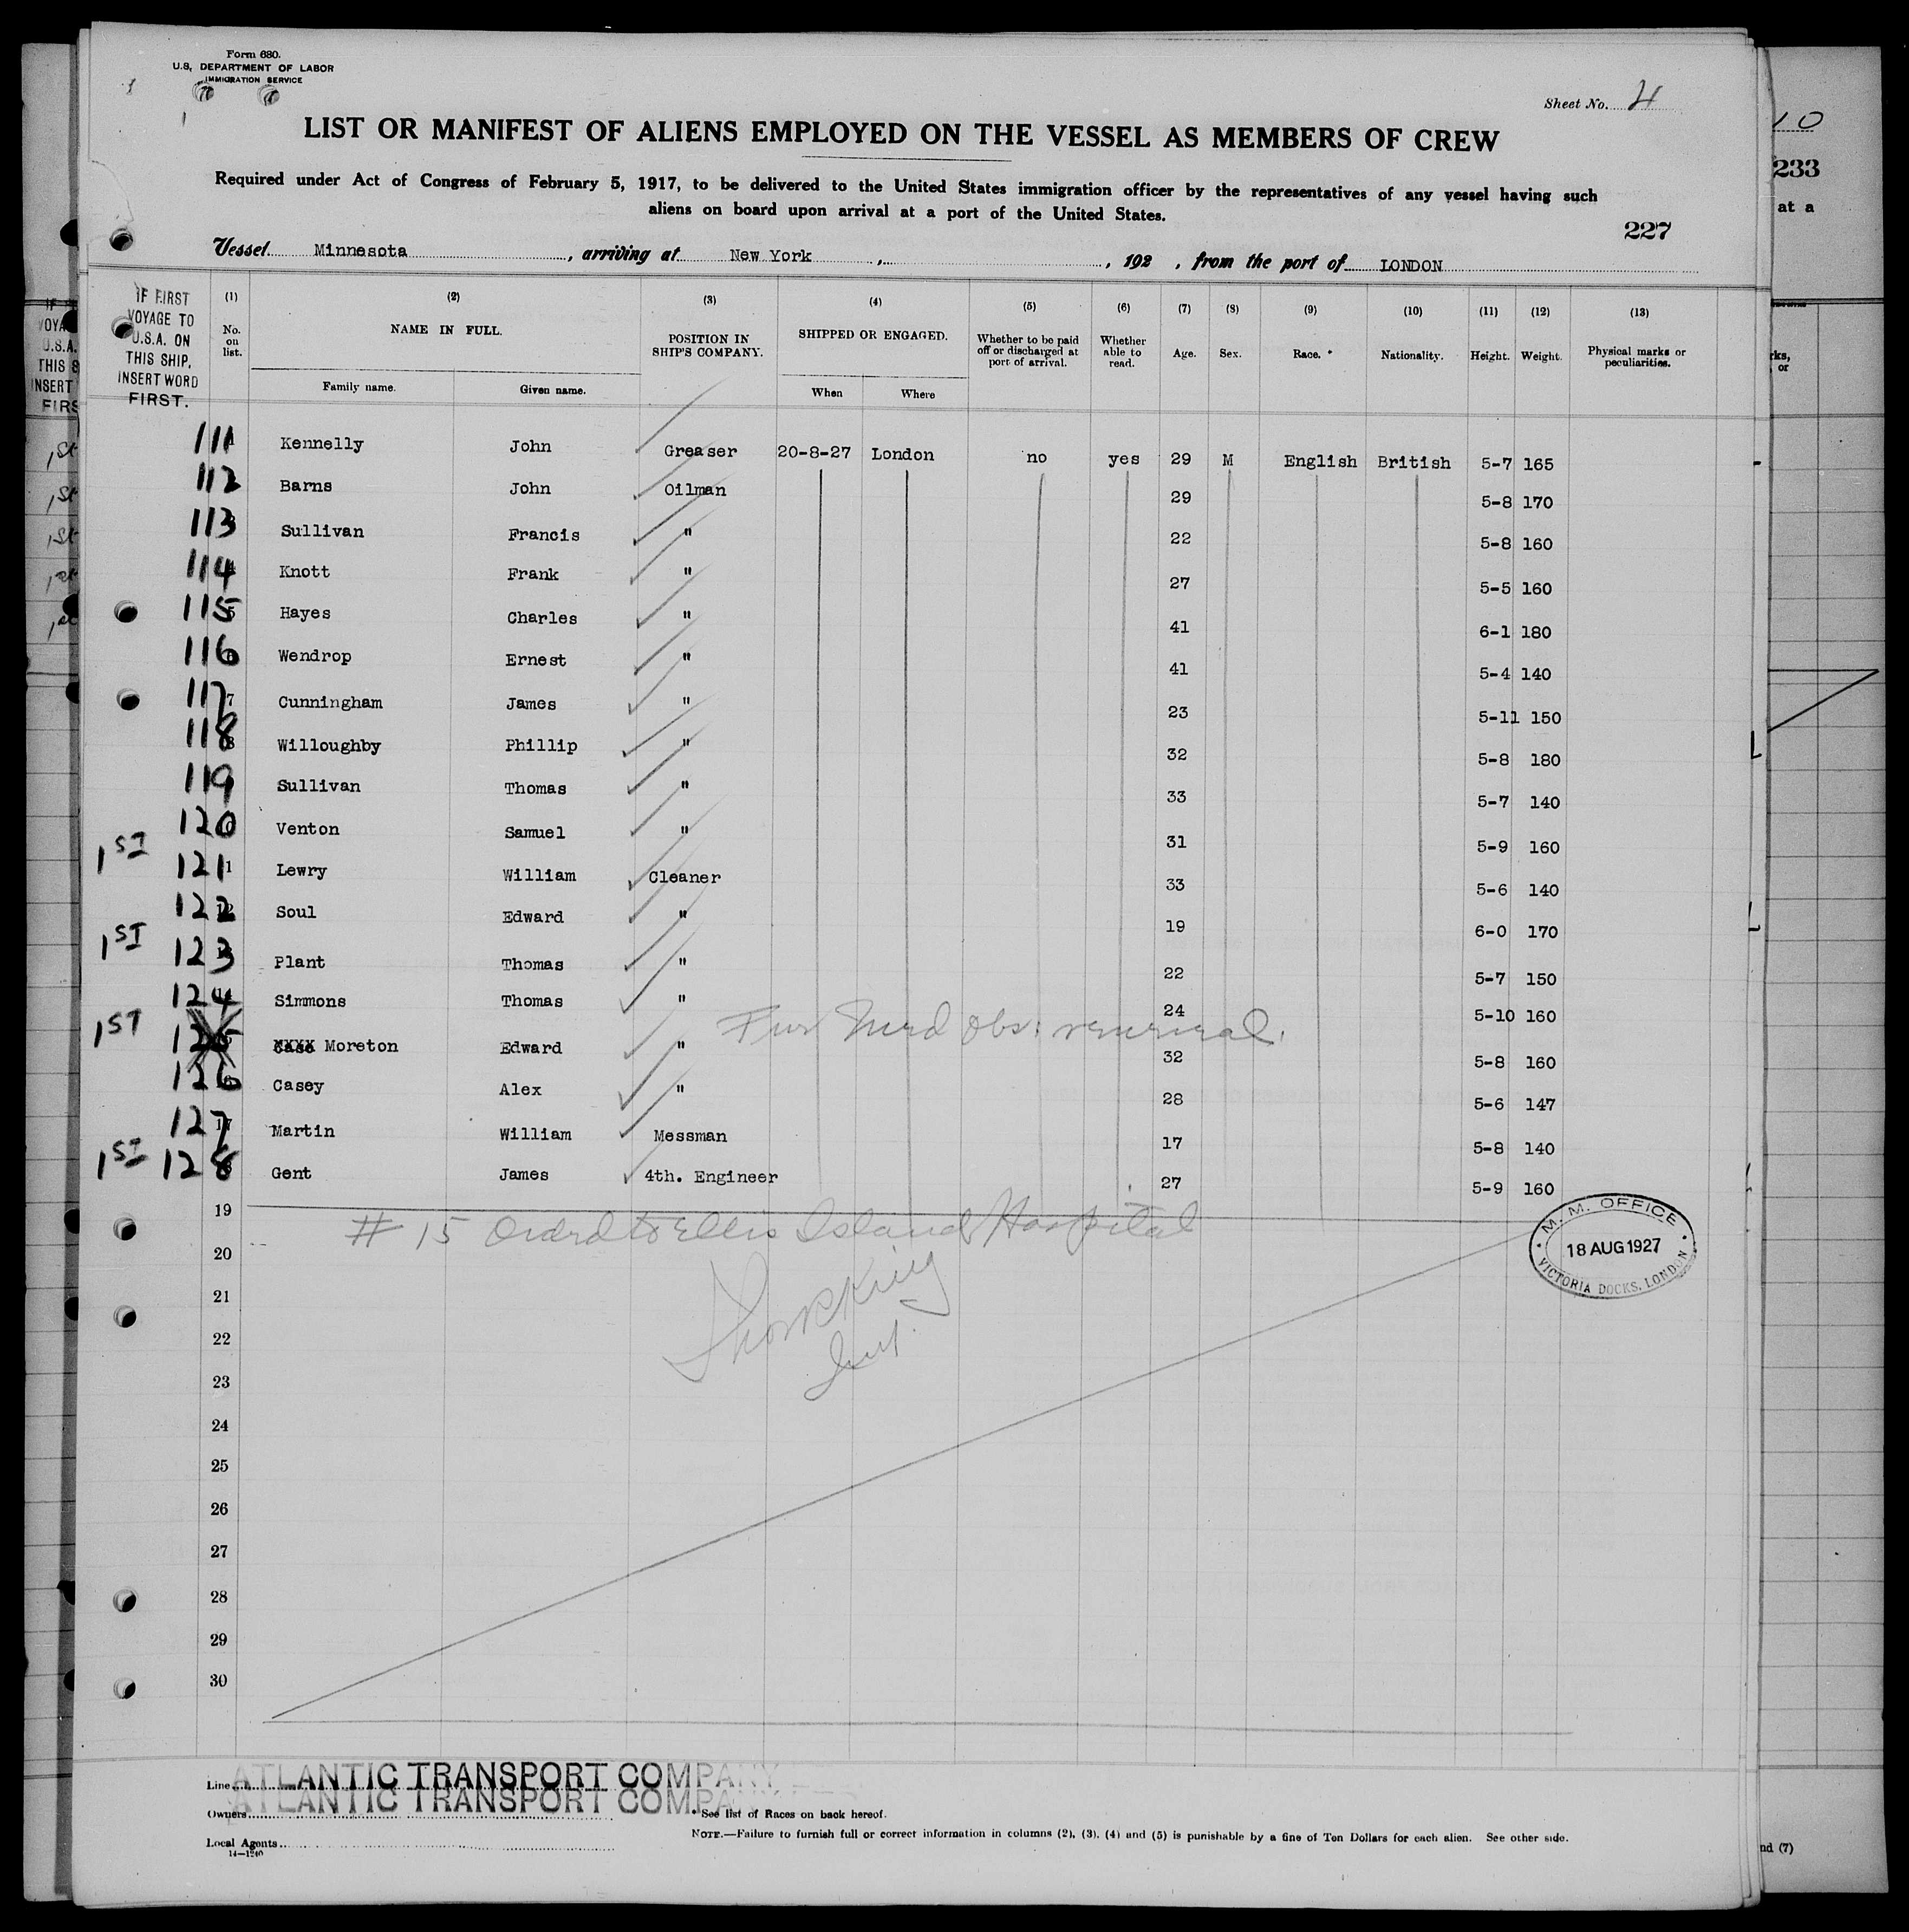 Form 680.
U.S. DEPARTMENT OF LABOR
IMMIGRATION SERVICE
Sheet No. 4
10
LIST OR MANIFEST OF ALIENS EMPLOYED ON THE VESSEL AS MEMBERS OF CREW
233
Required under Act of Congress of February 5, 1917, to be delivered to the United States immigration officer by the representatives of any vessel having such
aliens on board upon arrival at a port of the United States.
at a
227
Vessel Minnesota, arriving at New York, , 192 , from the port of LONDON
IF FIRST VOYAGE TO U.S.A. ON THIS SHIP, INSERT WORD FIRST.
(1) No. on list. (2) NAME IN FULL. Family name. Given name. (3) POSITION IN SHIP'S COMPANY. (4) SHIPPED OR ENGAGED. When Where (5) Whether to be paid off or discharged at port of arrival. (6) Whether able to read. (7) Age. (8) Sex. (9) Race. * (10) Nationality. (11) Height. (12) Weight. (13) Physical marks or peculiarities.
111 Kennelly John Greaser 20-8-27 London no yes 29 M English British 5-7 165
112 Barns John Oilman 29 5-8 170
113 Sullivan Francis " 22 5-8 160
114 Knott Frank " 27 5-5 160
115 Hayes Charles " 41 6-1 180
116 Wendrop Ernest " 41 5-4 140
117 Cunningham James " 23 5-11 150
118 Willoughby Phillip " 32 5-8 180
119 Sullivan Thomas " 33 5-7 140
120 Venton Samuel " 31 5-9 160
1ST 121 Lewry William Cleaner 33 5-6 140
122 Soul Edward " 19 6-0 170
1ST 123 Plant Thomas " 22 5-7 150
124 Simmons Thomas " 24 5-10 160
For Med obs: venereal.
1ST 125 Case Moreton Edward " 32 5-8 160
126 Casey Alex " 28 5-6 147
127 Martin William Messman 17 5-8 140
1ST 128 Gent James 4th. Engineer 27 5-9 160
19
# 15 Ordrd to Ellis Island Hospital
20
21
22
23
24
25
26
27
28
29
30
M. M. OFFICE
18 AUG 1927
VICTORIA DOCKS, LONDON
Line ATLANTIC TRANSPORT COMPANY
Owners ATLANTIC TRANSPORT COMPANY
* See list of Races on back hereof.
NOTE.—Failure to furnish full or correct information in columns (2), (3), (4) and (5) is punishable by a fine of Ten Dollars for each alien. See other side.
Local Agents
14—1240
nd (7)